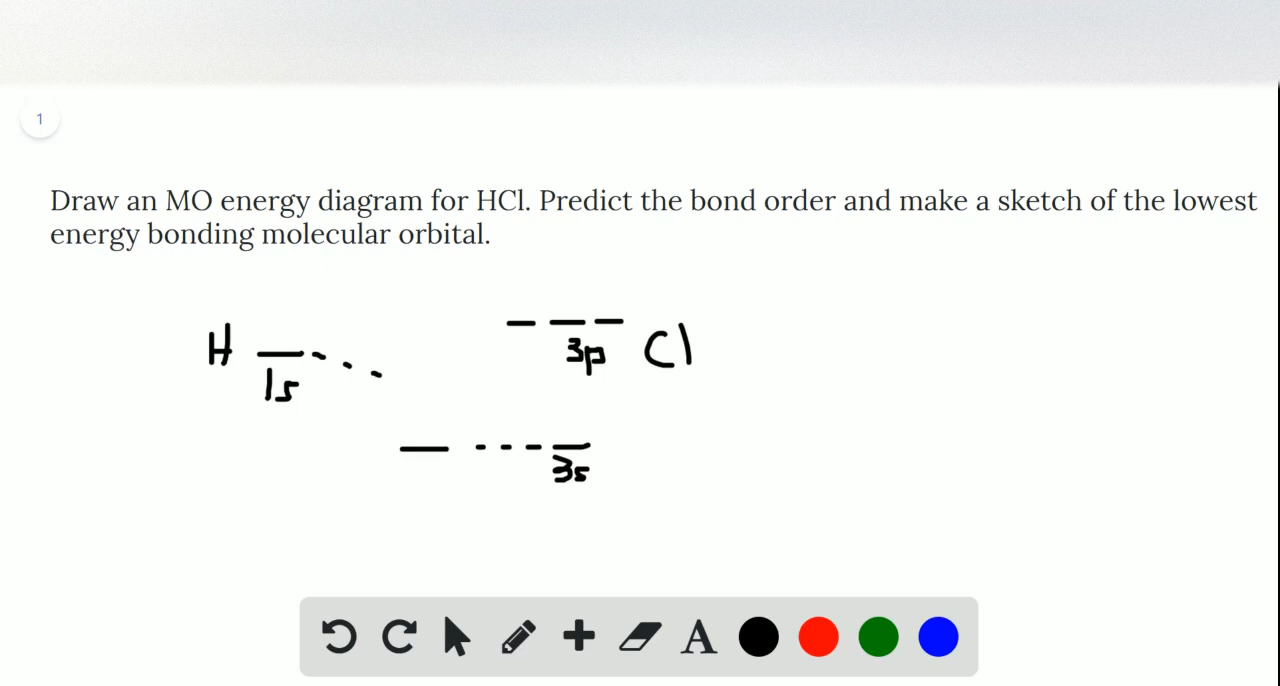 1
Draw an MO energy diagram for HCl. Predict the bond order and make a sketch of the lowest
energy bonding molecular orbital.
H 3p Cl
1s
3s
A